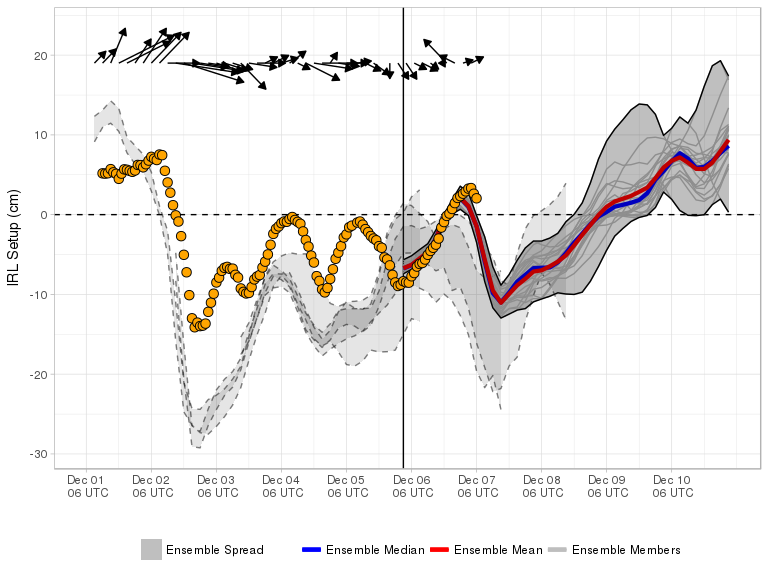 IRL Setup (cm)
20
10
0
-10
-20
-30
Dec 01 Dec 02 Dec 03 Dec 04 Dec 05 Dec 06 Dec 07 Dec 08 Dec 09 Dec 10
06 UTC 06 UTC 06 UTC 06 UTC 06 UTC 06 UTC 06 UTC 06 UTC 06 UTC 06 UTC
Ensemble Spread Ensemble Median Ensemble Mean Ensemble Members